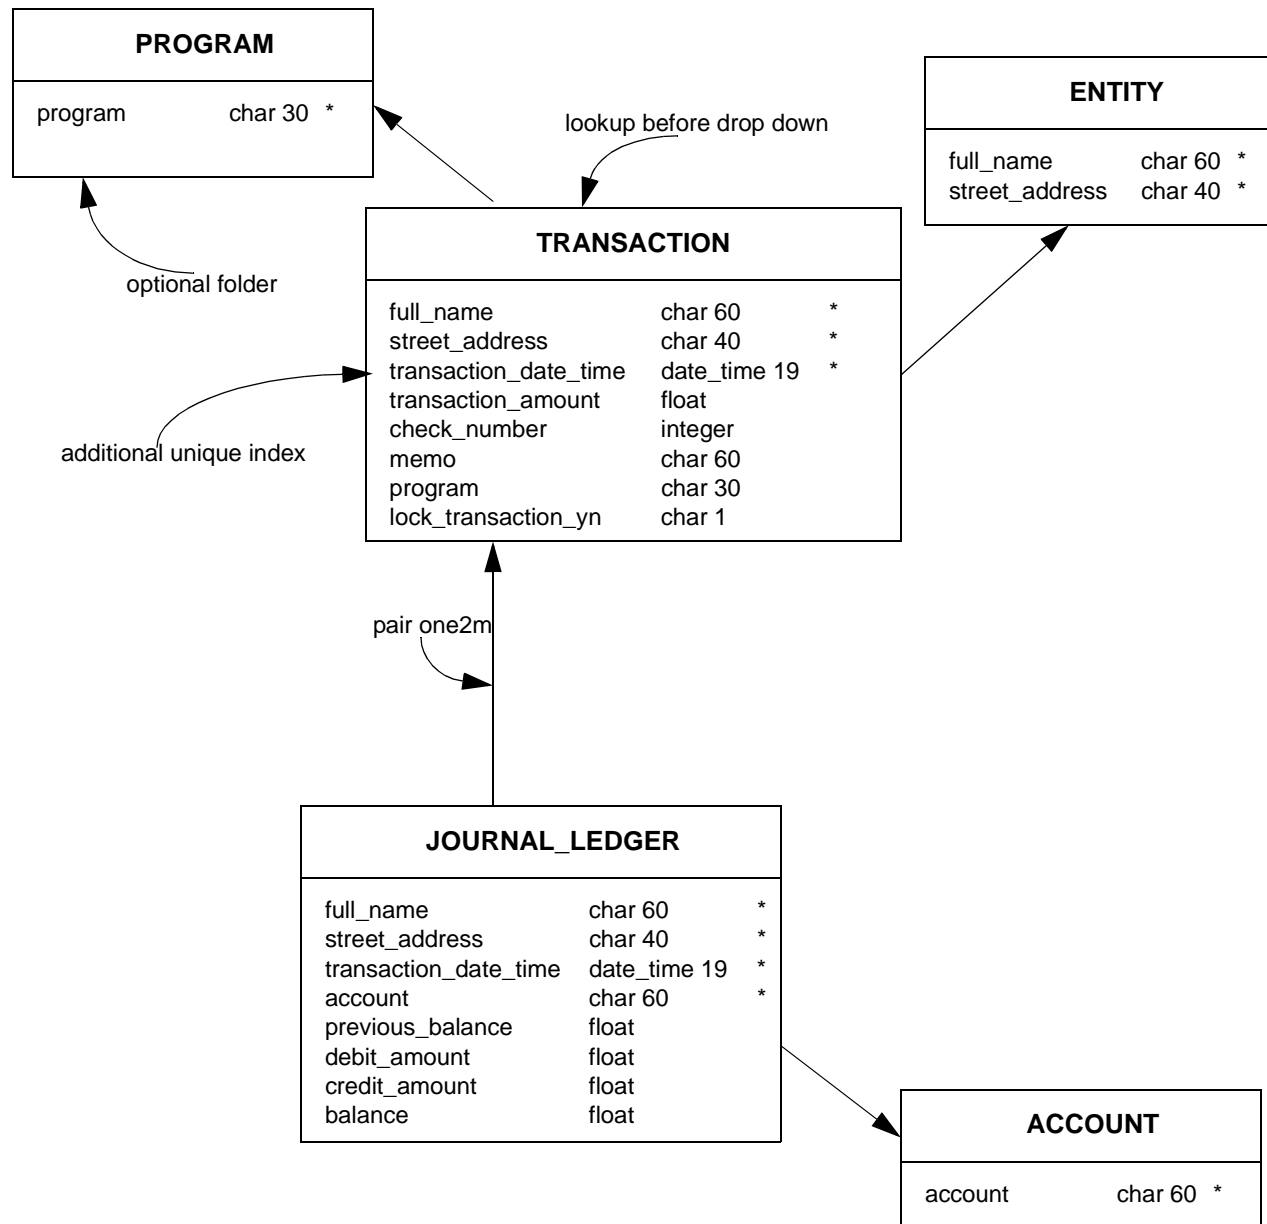 PROGRAM
program char 30 *
optional folder
lookup before drop down
ENTITY
full_name char 60 *
street_address char 40 *
TRANSACTION
full_name char 60 *
street_address char 40 *
transaction_date_time date_time 19 *
transaction_amount float
check_number integer
memo char 60
program char 30
lock_transaction_yn char 1
additional unique index
pair one2m
JOURNAL_LEDGER
full_name char 60 *
street_address char 40 *
transaction_date_time date_time 19 *
account char 60 *
previous_balance float
debit_amount float
credit_amount float
balance float
ACCOUNT
account char 60 *